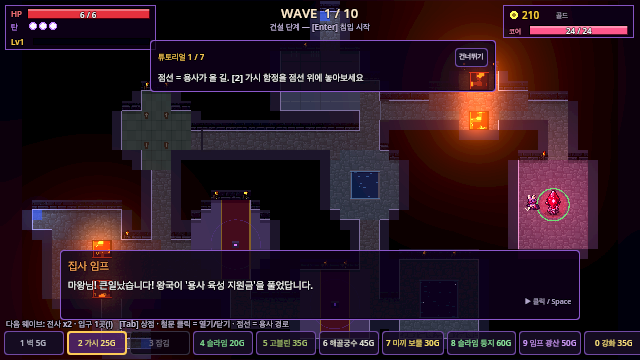 HP 6 / 6
탄
Lv1
WAVE 1 / 10
건설 단계 — [Enter] 침입 시작
210 골드
코어 24 / 24
튜토리얼 1 / 7
건너뛰기
점선 = 용사가 올 길. [2] 가시 함정을 점선 위에 놓아보세요
집사 임프
마왕님! 큰일났습니다! 왕국이 '용사 육성 지원금'을 풀었답니다.
▶ 클릭 / Space
다음 웨이브: 전사 x2 · 입구 1곳(!) [Tab] 상점 · 철문 클릭 = 열기/닫기 · 점선 = 용사 경로
1 벽 5G
2 가시 25G
3 잠김
4 슬라임 20G
5 고블린 35G
6 해골궁수 45G
7 미끼 보물 30G
8 슬라임 둥지 60G
9 임프 광산 50G
0 강화 35G